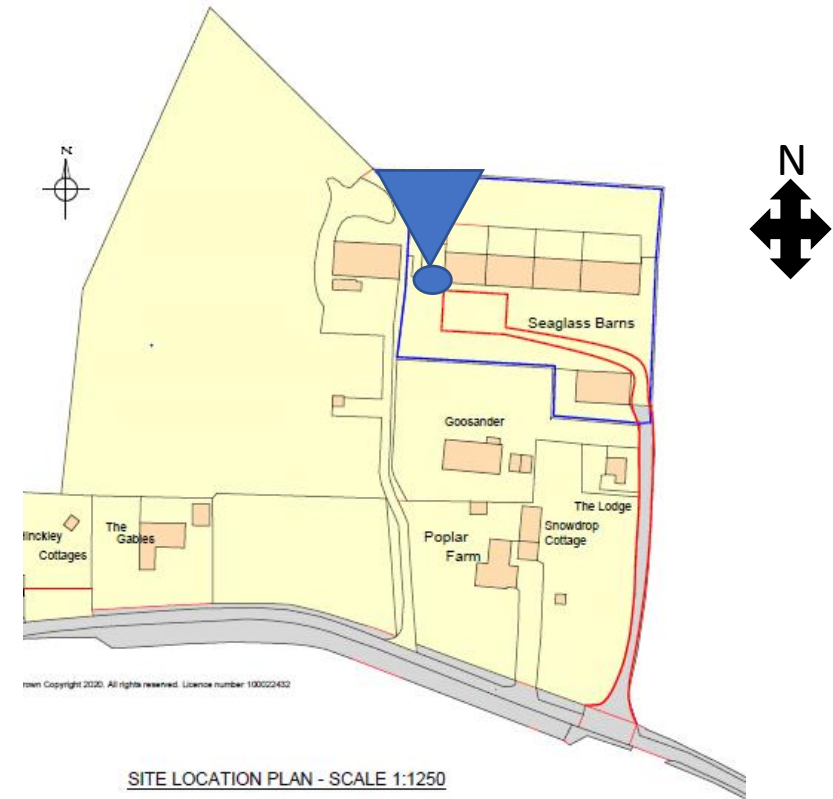 N
N
Seaglass Barns
Goosander
The Lodge
Snowdrop
Cottage
Poplar
Farm
The
Gables
Hinckley
Cottages
rown Copyright 2020. All rights reserved. Licence number 100022432
SITE LOCATION PLAN - SCALE 1:1250